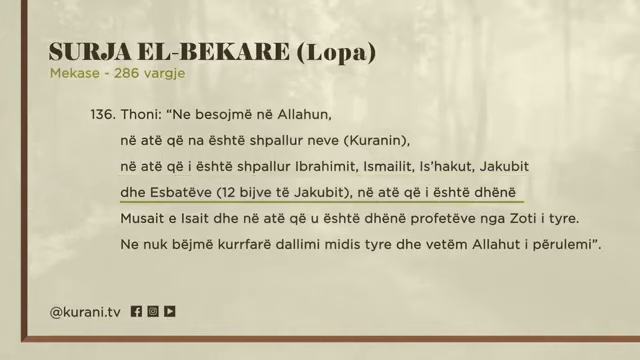 SURJA EL-BEKARE (Lopa)
Mekase - 286 vargje
136. Thoni: “Ne besojmë në Allahun,
në atë që na është shpallur neve (Kuranin),
në atë që i është shpallur Ibrahimit, Ismailit, Is’hakut, Jakubit
dhe Esbatëve (12 bijve të Jakubit), në atë që i është dhënë
Musait e Isait dhe në atë që u është dhënë profetëve nga Zoti i tyre.
Ne nuk bëjmë kurrfarë dallimi midis tyre dhe vetëm Allahut i përulemi”.
@kurani.tv